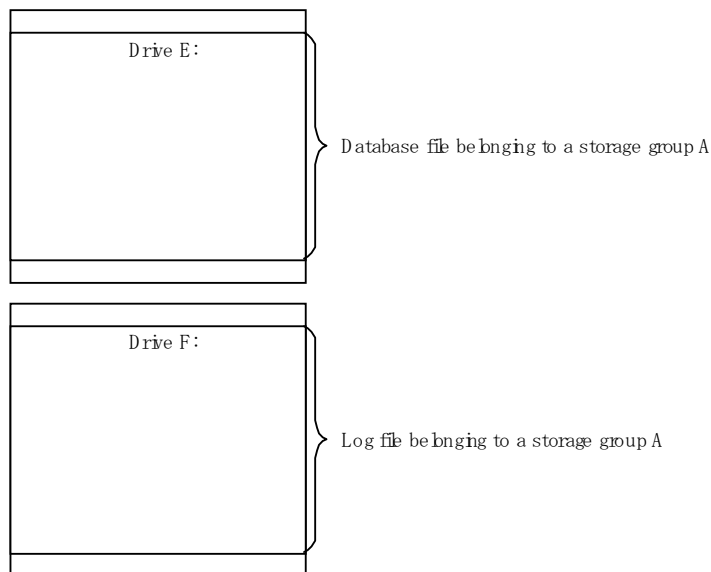 Drive E:
Database file belonging to a storage group A
Drive F:
Log file belonging to a storage group A